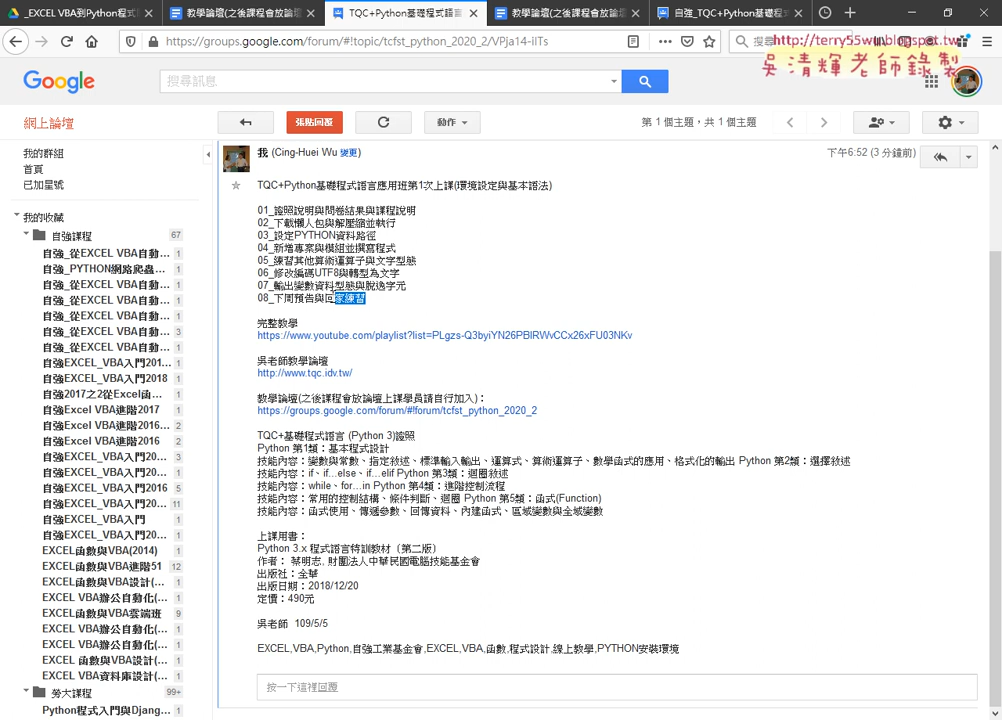 _EXCEL VBA到Python程式
教學論壇(之後課程會放論壇
TQC+Python基礎程式語言
教學論壇(之後課程會放論壇
自強_TQC+Python基礎程式
https://groups.google.com/forum/#!topic/tcfst_python_2020_2/VPja14-iITs
http://terry55wu.blogspot.tw
吳清輝老師錄製
Google
搜尋訊息
網上論壇
張貼回覆
動作
第 1 個主題，共 1 個主題
我的群組
首頁
已加星號
我的收藏
自強課程 67
自強_從EXCEL VBA自動... 1
自強_PYTHON網路爬蟲... 1
自強_從EXCEL VBA自動... 1
自強_從EXCEL VBA自動... 1
自強_從EXCEL VBA自動... 1
自強_從EXCEL VBA自動... 3
自強_從EXCEL VBA自動... 1
自強EXCEL_VBA入門201... 1
自強EXCEL_VBA入門2018 1
自強2017之2從Excel函... 1
自強Excel VBA進階2017 1
自強Excel VBA進階2016... 2
自強Excel VBA進階2016 2
自強EXCEL_VBA入門20... 3
自強EXCEL_VBA入門20... 1
自強EXCEL_VBA入門2016 5
自強EXCEL_VBA入門20... 11
自強EXCEL_VBA入門 1
自強EXCEL_VBA入門20... 1
EXCEL函數與VBA(2014) 1
EXCEL函數與VBA進階51 12
EXCEL函數與VBA設計(... 1
EXCEL VBA辦公自動化(... 1
EXCEL函數與VBA雲端班 9
EXCEL VBA辦公自動化(... 1
EXCEL VBA辦公自動化(... 1
EXCEL 函數與VBA設計(... 1
EXCEL VBA資料庫設計(... 1
勞大課程 99+
Python程式入門與Djang... 1
我 (Cing-Huei Wu 變更)
下午6:52 (3 分鐘前)
TQC+Python基礎程式語言應用班第1次上課(環境設定與基本語法)
01_證照說明與問卷結果與課程說明
02_下載懶人包與解壓縮並執行
03_設定PYTHON資料路徑
04_新增專案與模組並撰寫程式
05_練習其他算術運算子與文字型態
06_修改編碼UTF8與轉型為文字
07_輸出變數資料型態與脫逸字元
08_下周預告與回家練習
完整教學
https://www.youtube.com/playlist?list=PLgzs-Q3byiYN26PBlRWvCCx26xFU03NKv
吳老師教學論壇
http://www.tqc.idv.tw/
教學論壇(之後課程會放論壇上課學員請自行加入)：
https://groups.google.com/forum/#!forum/tcfst_python_2020_2
TQC+基礎程式語言 (Python 3)證照
Python 第1類：基本程式設計
技能內容：變數與常數、指定敘述、標準輸入輸出、運算式、算術運算子、數學函式的應用、格式化的輸出 Python 第2類：選擇敘述
技能內容：if、if...else、if...elif Python 第3類：迴圈敘述
技能內容：while、for...in Python 第4類：進階控制流程
技能內容：常用的控制結構、條件判斷、迴圈 Python 第5類：函式(Function)
技能內容：函式使用、傳遞參數、回傳資料、內建函式、區域變數與全域變數
上課用書：
Python 3.x 程式語言特訓教材（第二版）
作者： 蔡明志, 財團法人中華民國電腦技能基金會
出版社：全華
出版日期：2018/12/20
定價：490元
吳老師 109/5/5
EXCEL,VBA,Python,自強工業基金會,EXCEL,VBA,函數,程式設計,線上教學,PYTHON安裝環境
按一下這裡回覆